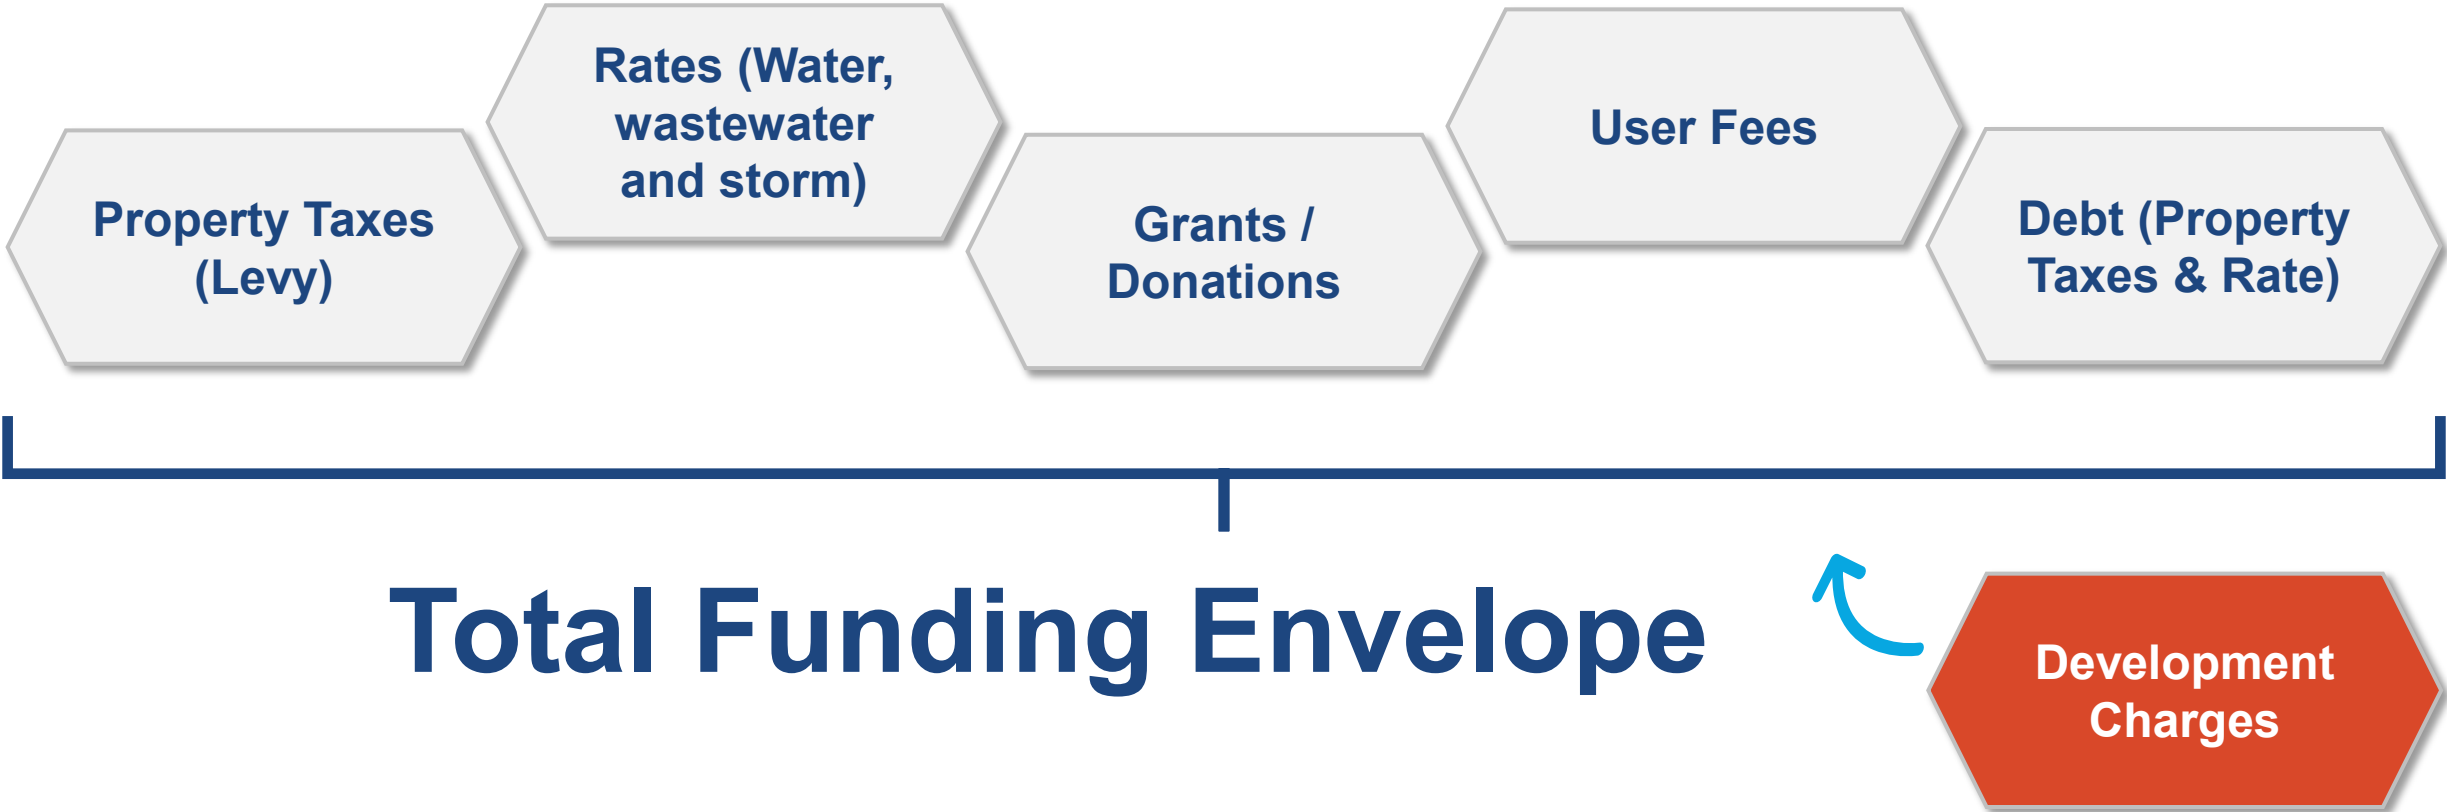 Property Taxes
(Levy)
Rates (Water,
wastewater
and storm)
Grants /
Donations
User Fees
Debt (Property
Taxes & Rate)
Total Funding Envelope
Development
Charges